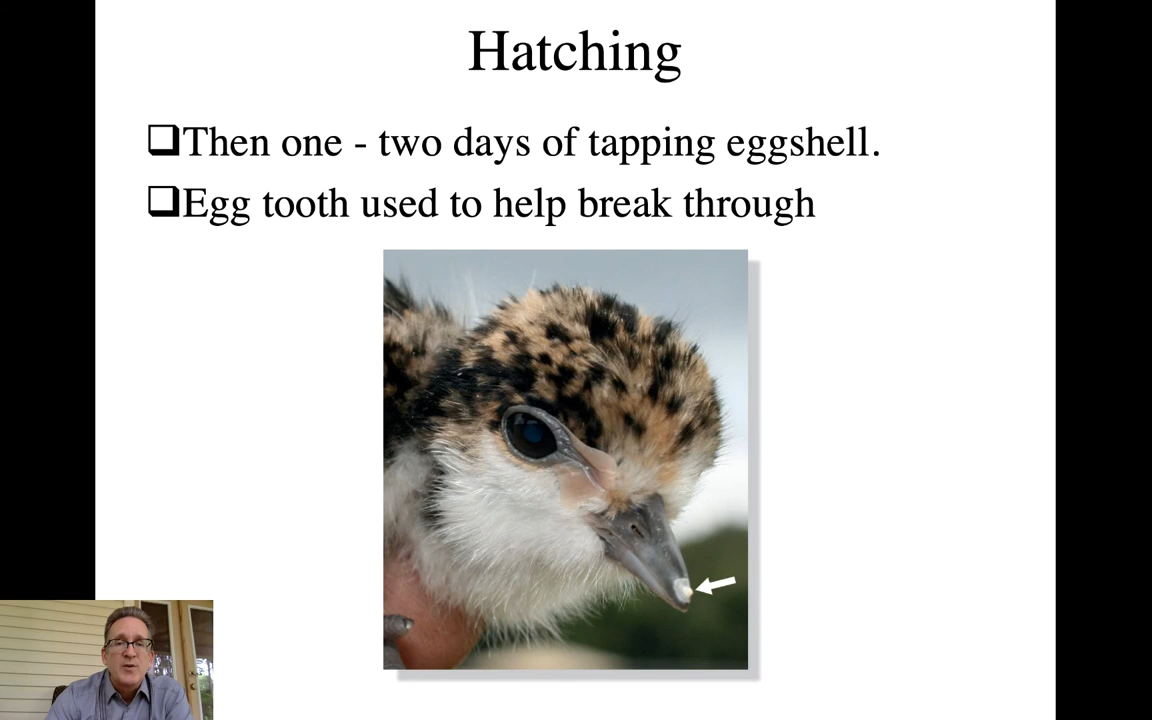 Hatching
❑Then one - two days of tapping eggshell.
❑Egg tooth used to help break through